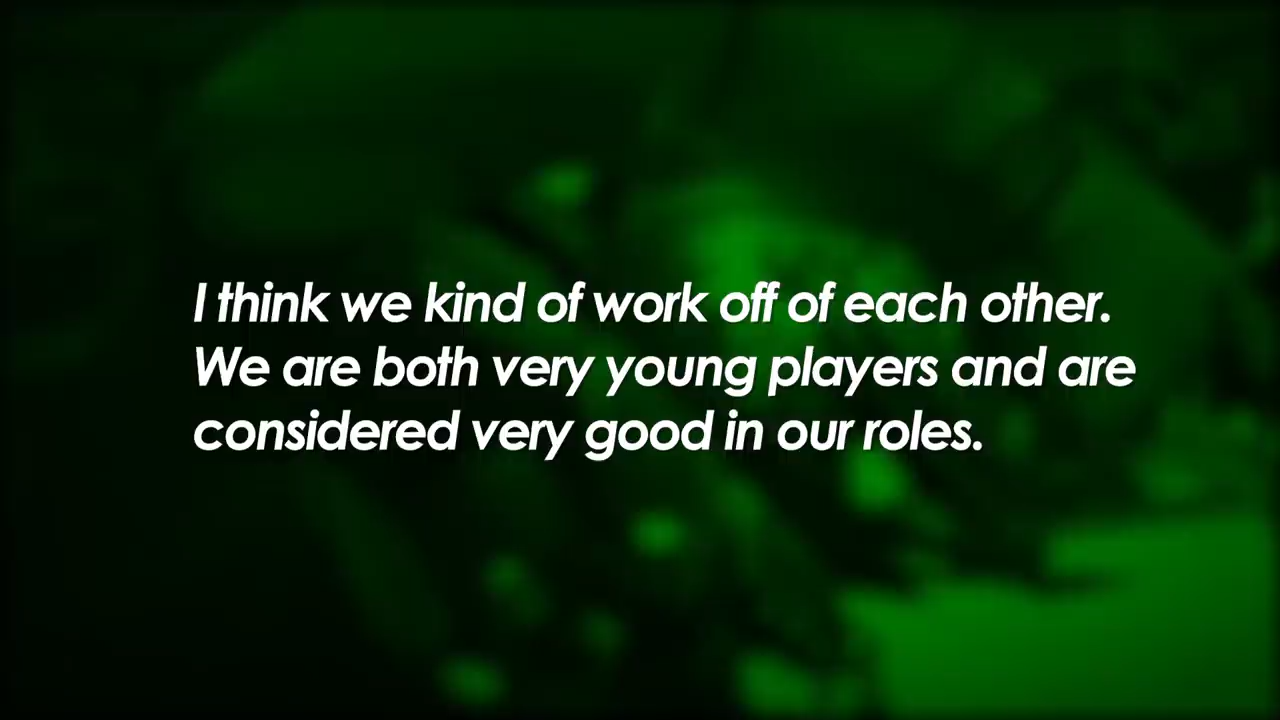 I think we kind of work off of each other.
We are both very young players and are
considered very good in our roles.